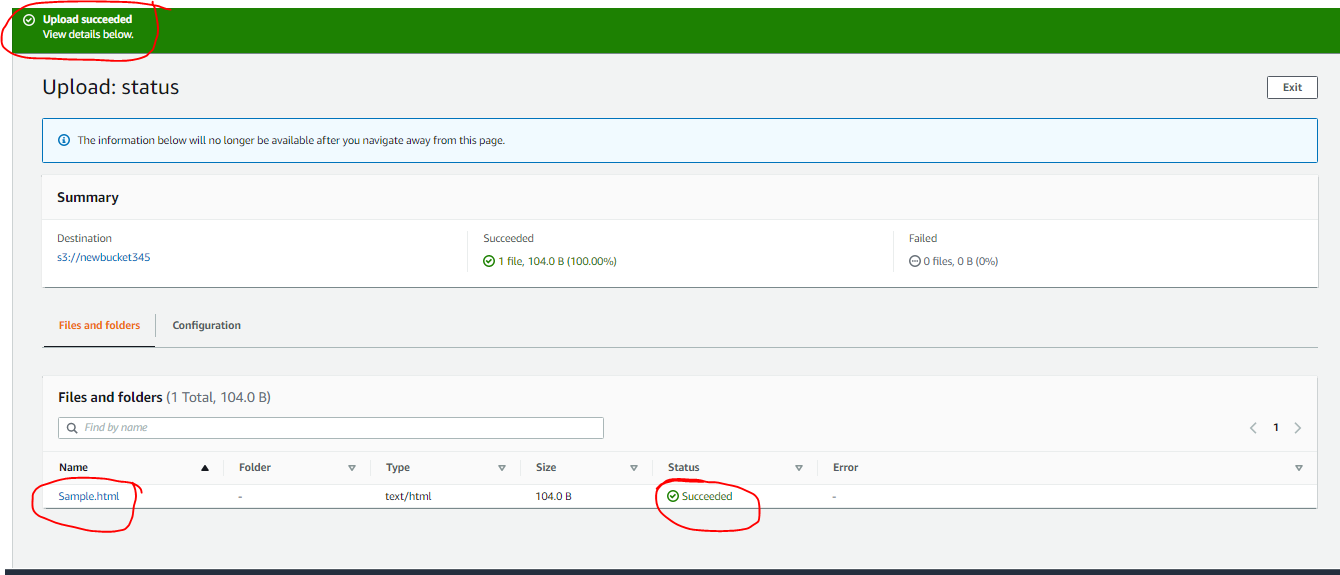 Upload succeeded
View details below.
Upload: status
Exit
The information below will no longer be available after you navigate away from this page.
Summary
Destination
s3://newbucket345
Succeeded
1 file, 104.0 B (100.00%)
Failed
0 files, 0 B (0%)
Files and folders
Configuration
Files and folders (1 Total, 104.0 B)
Find by name
1
Name Folder Type Size Status Error
Sample.html - text/html 104.0 B Succeeded -